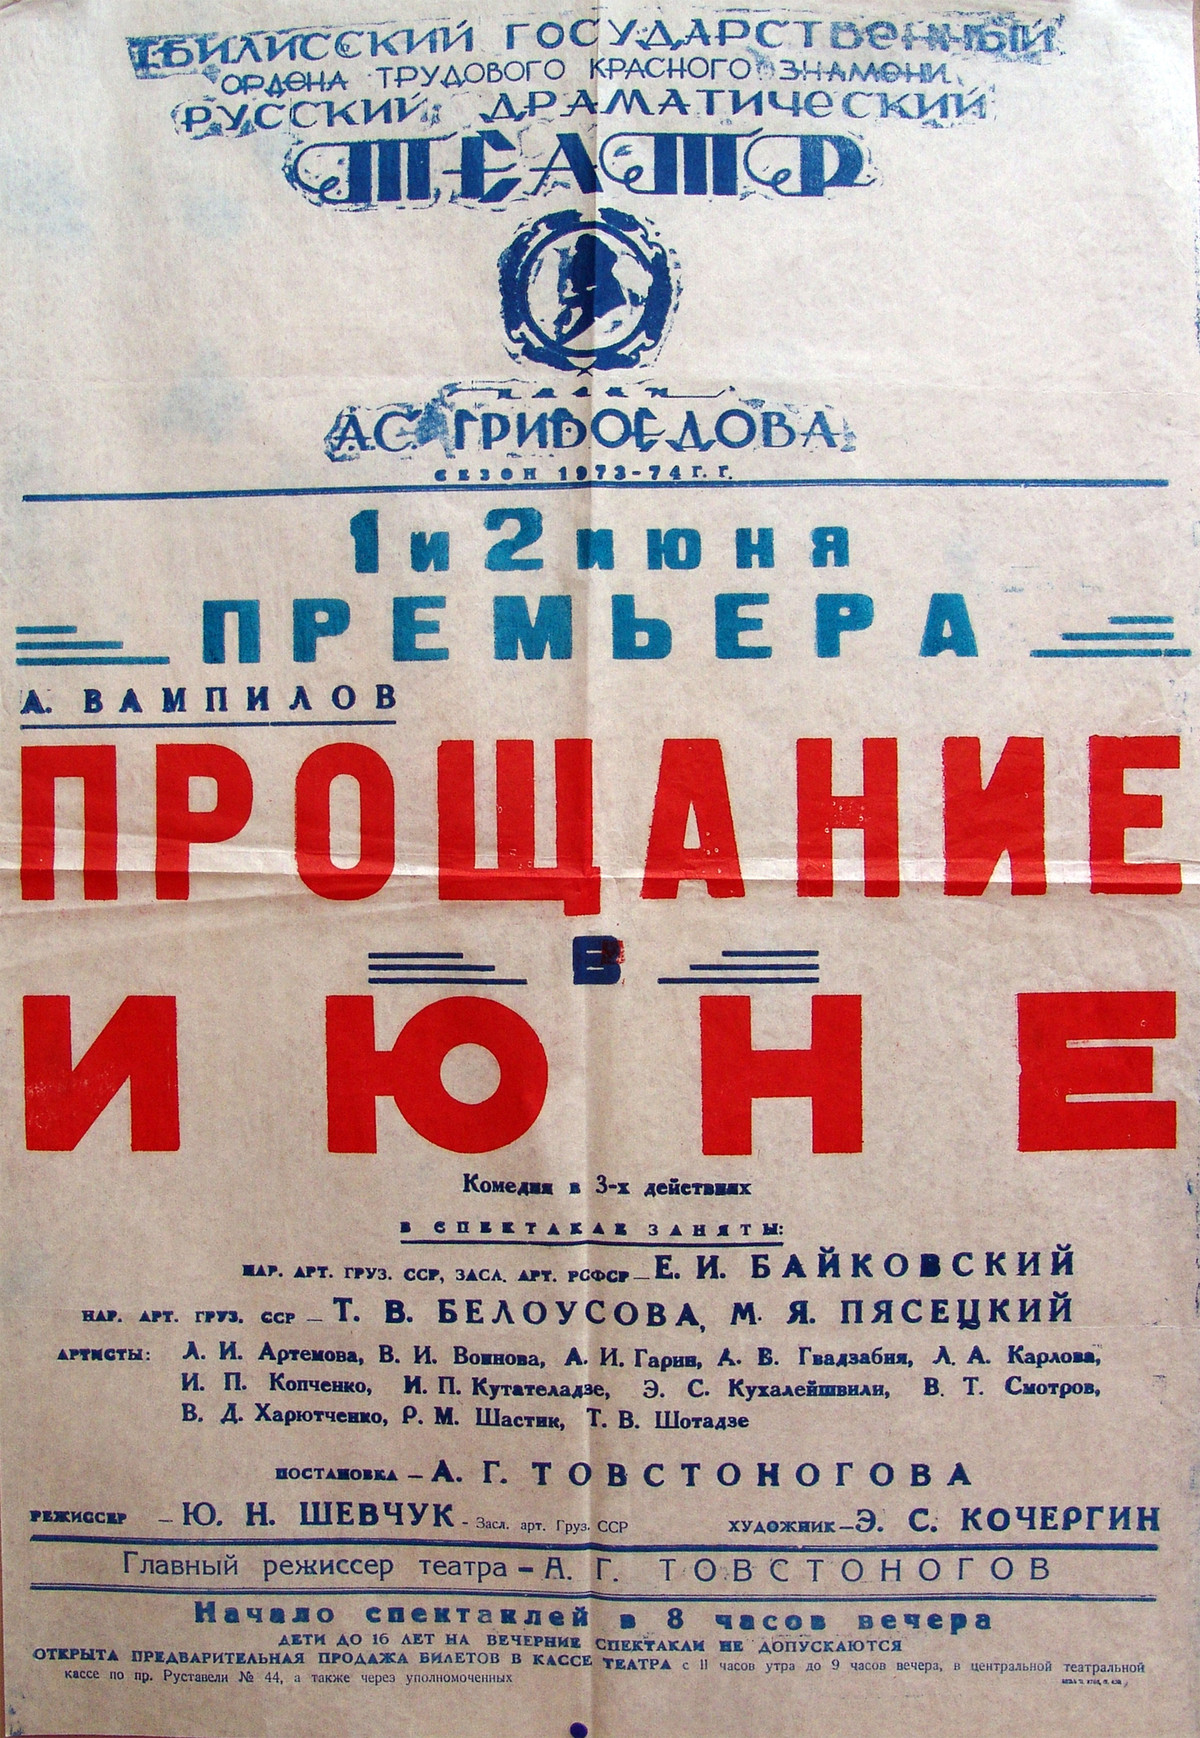 ТБИЛИССКИЙ ГОСУДАРСТВЕННЫЙ
ОРДЕНА ТРУДОВОГО КРАСНОГО ЗНАМЕНИ
РУССКИЙ ДРАМАТИЧЕСКИЙ
ТЕАТР
имени
А.С. ГРИБОЕДОВА
СЕЗОН 1973-74 Г. Г.
1 и 2 июня
ПРЕМЬЕРА
А. ВАМПИЛОВ
ПРОЩАНИЕ
В
ИЮНЕ
Комедия в 3-х действиях
В СПЕКТАКЛЕ ЗАНЯТЫ:
НАР. АРТ. ГРУЗ. ССР, ЗАСЛ. АРТ. РСФСР — Е. И. БАЙКОВСКИЙ
НАР. АРТ. ГРУЗ. ССР — Т. В. БЕЛОУСОВА, М. Я. ПЯСЕЦКИЙ
АРТИСТЫ: Л. И. Артемова, В. И. Воинова, А. И. Гарин, А. В. Гвадзабия, Л. А. Карлова,
И. П. Копченко, И. П. Кутателадзе, Э. С. Кухалейшвили, В. Т. Смотров,
В. Д. Харютченко, Р. М. Шастик, Т. В. Шотадзе
ПОСТАНОВКА — А. Г. ТОВСТОНОГОВА
РЕЖИССЕР — Ю. Н. ШЕВЧУК - Засл. арт. Груз. ССР ХУДОЖНИК — Э. С. КОЧЕРГИН
Главный режиссер театра — А. Г. ТОВСТОНОГОВ
Начало спектаклей в 8 часов вечера
ДЕТИ ДО 16 ЛЕТ НА ВЕЧЕРНИЕ СПЕКТАКЛИ НЕ ДОПУСКАЮТСЯ
ОТКРЫТА ПРЕДВАРИТЕЛЬНАЯ ПРОДАЖА БИЛЕТОВ В КАССЕ ТЕАТРА с 11 часов утра до 9 часов вечера, в центральной театральной
кассе по пр. Руставели № 44, а также через уполномоченных